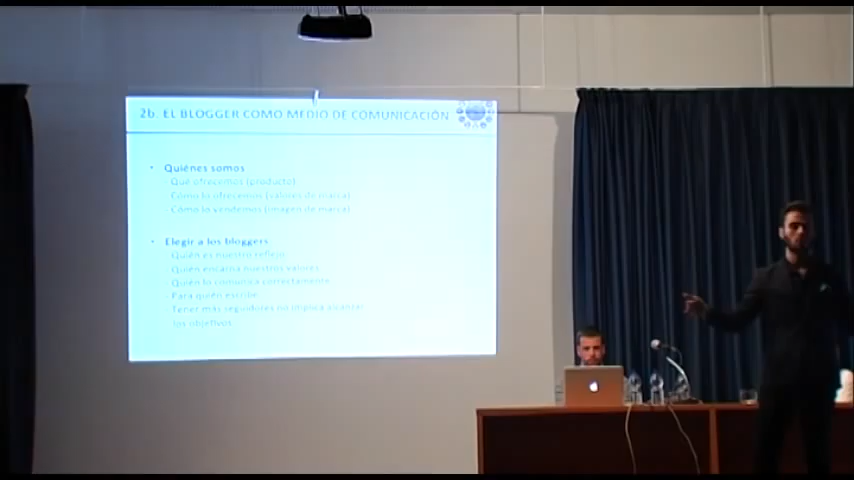 2b. EL BLOGGER COMO MEDIO DE COMUNICACIÓN
• Quiénes somos
Qué ofrecemos (producto)
- Cómo lo ofrecemos (valores de marca)
- Cómo lo vendemos (imagen de marca)
• Elegir a los bloggers
Quién es nuestro reflejo
- Quién encarna nuestros valores
- Quién lo comunica correctamente
- Para quién escribe
Tener más seguidores no implica alcanzar
los objetivos